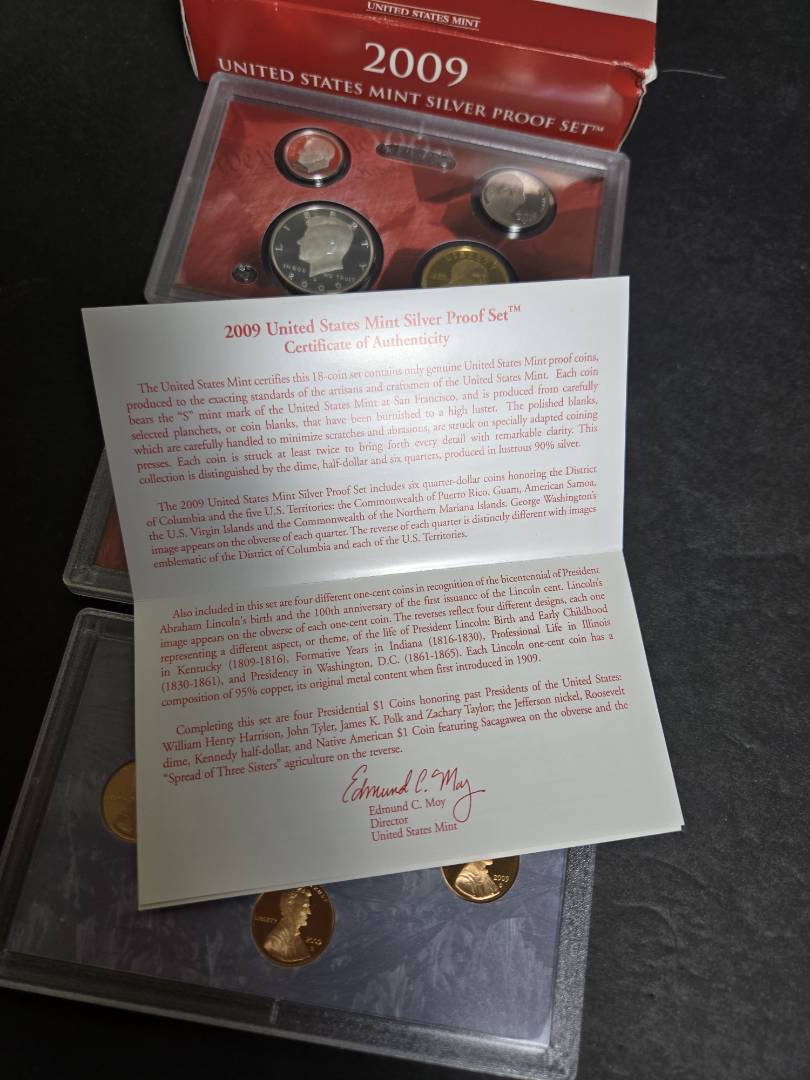 UNITED STATES MINT
2009
UNITED STATES MINT SILVER PROOF SET™
LIBERTY
IN GOD WE TRUST
2009
LIBERTY
2009 United States Mint Silver Proof Set™
Certificate of Authenticity
The United States Mint certifies this 18-coin set contains only genuine United States Mint proof coins,
produced to the exacting standards of the artisans and craftsmen of the United States Mint. Each coin
bears the “S” mint mark of the United States Mint at San Francisco, and is produced from carefully
selected planchets, or coin blanks, that have been burnished to a high luster. The polished blanks,
which are carefully handled to minimize scratches and abrasions, are struck on specially adapted coining
presses. Each coin is struck at least twice to bring forth every detail with remarkable clarity. This
collection is distinguished by the dime, half-dollar and six quarters, produced in lustrous 90% silver.
The 2009 United States Mint Silver Proof Set includes six quarter-dollar coins honoring the District
of Columbia and the five U.S. Territories: the Commonwealth of Puerto Rico, Guam, American Samoa,
the U.S. Virgin Islands and the Commonwealth of the Northern Mariana Islands. George Washington’s
image appears on the obverse of each quarter. The reverse of each quarter is distinctly different with images
emblematic of the District of Columbia and each of the U.S. Territories.
Also included in this set are four different one-cent coins in recognition of the bicentennial of President
Abraham Lincoln’s birth and the 100th anniversary of the first issuance of the Lincoln cent. Lincoln’s
image appears on the obverse of each one-cent coin. The reverses reflect four different designs, each one
representing a different aspect, or theme, of the life of President Lincoln: Birth and Early Childhood
in Kentucky (1809-1816), Formative Years in Indiana (1816-1830), Professional Life in Illinois
(1830-1861), and Presidency in Washington, D.C. (1861-1865). Each Lincoln one-cent coin has a
composition of 95% copper, its original metal content when first introduced in 1909.
Completing this set are four Presidential $1 Coins honoring past Presidents of the United States:
William Henry Harrison, John Tyler, James K. Polk and Zachary Taylor; the Jefferson nickel, Roosevelt
dime, Kennedy half-dollar, and Native American $1 Coin featuring Sacagawea on the obverse and the
“Spread of Three Sisters” agriculture on the reverse.
Edmund C. Moy
Edmund C. Moy
Director
United States Mint
2009
LIBERTY
2009